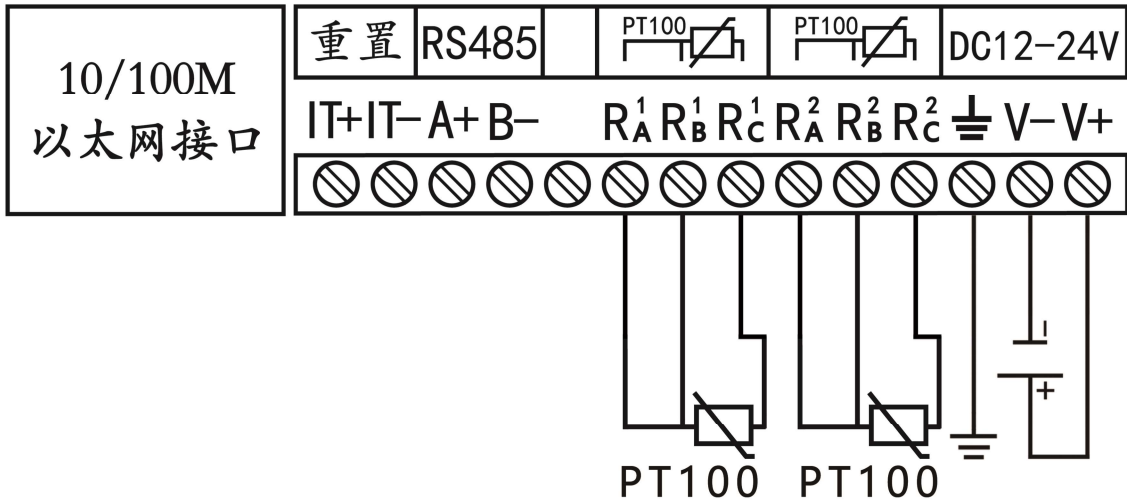 10/100M
以太网接口
重置 RS485 PT100 PT100 DC12-24V
IT+ IT- A+ B- R¹A R¹B R¹C R²A R²B R²C V- V+
-
+
PT100 PT100